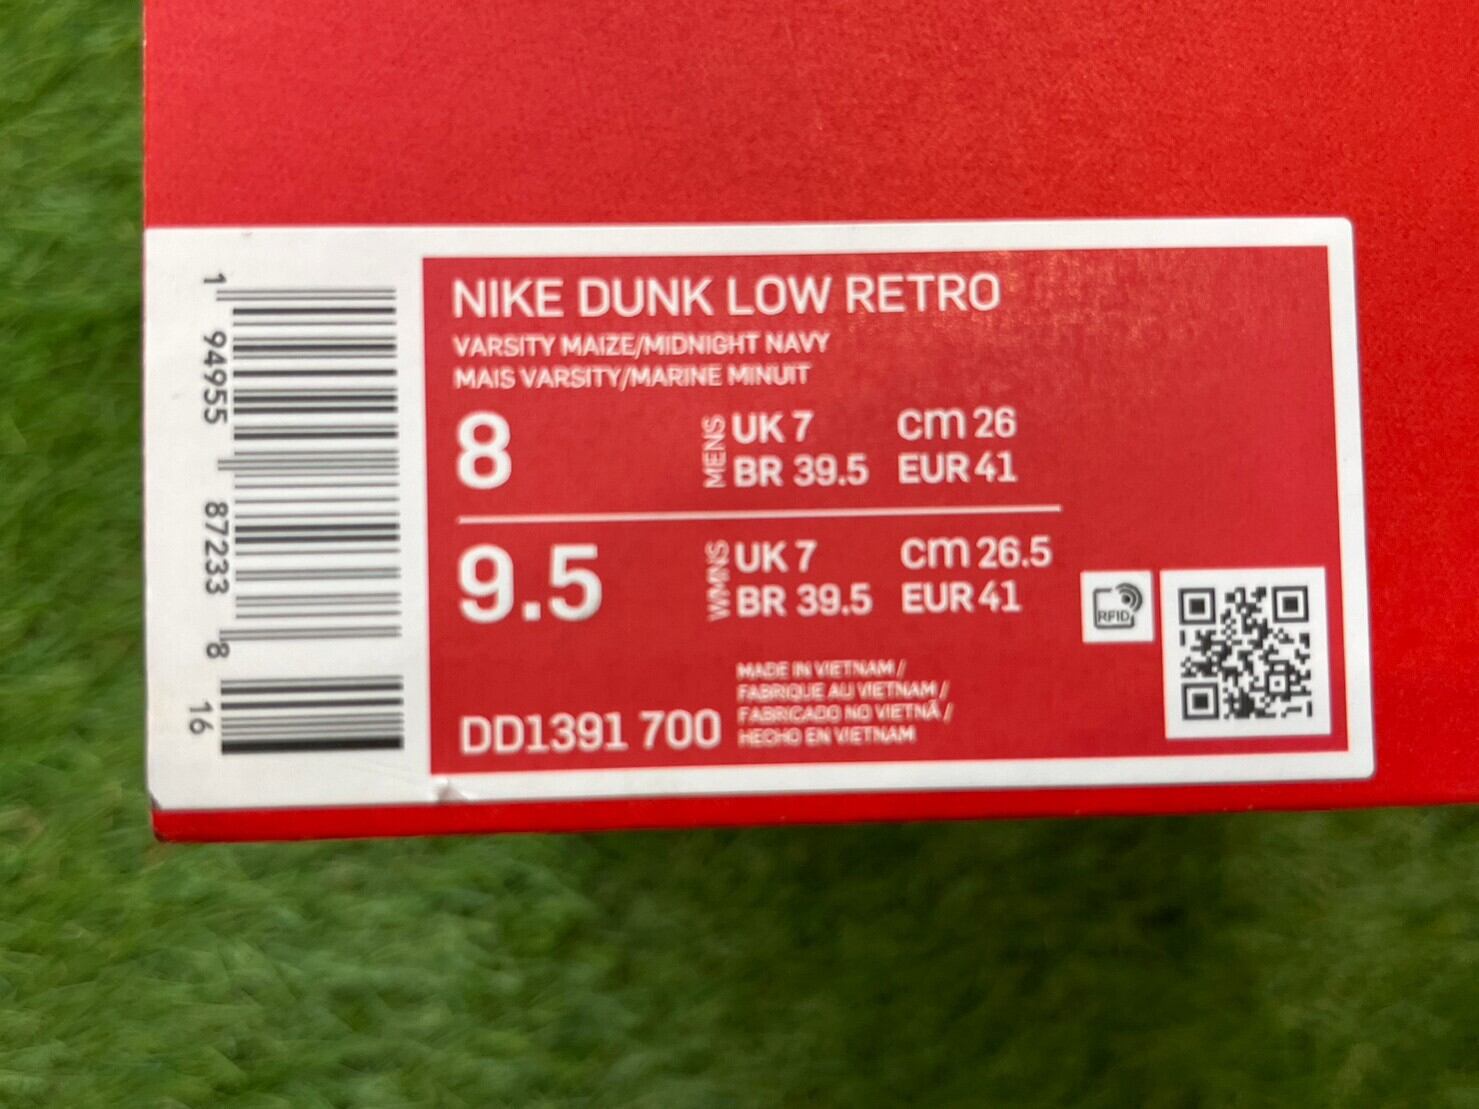 1 94955 87233 8 16
NIKE DUNK LOW RETRO
VARSITY MAIZE/MIDNIGHT NAVY
MAIS VARSITY/MARINE MINUIT
8 MENS UK 7 cm 26
BR 39.5 EUR 41
9.5 WMNS UK 7 cm 26.5
BR 39.5 EUR 41
RFID
MADE IN VIETNAM /
FABRIQUE AU VIETNAM /
FABRICADO NO VIETNÃ /
HECHO EN VIETNAM
DD1391 700